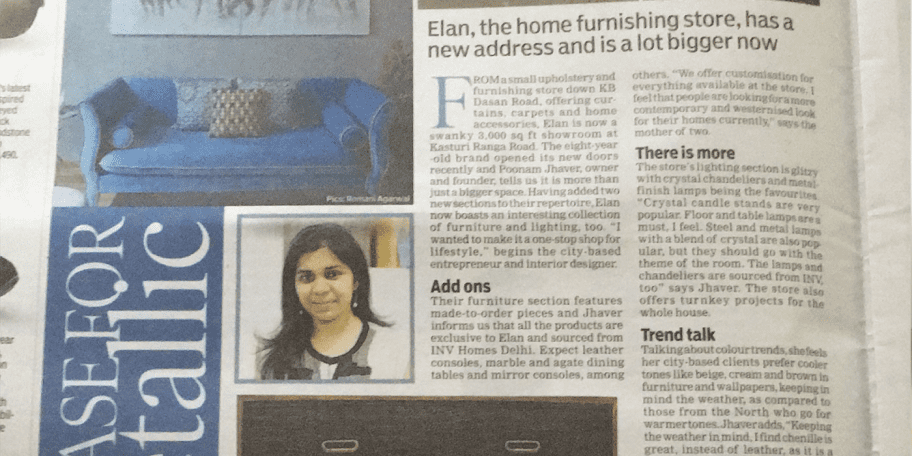 Elan, the home furnishing store, has a
new address and is a lot bigger now
FROM a small upholstery and
furnishing store down KB
Dasan Road, offering cur-
tains, carpets and home
accessories, Elan is now a
swanky 3,000 sq ft showroom at
Kasturi Ranga Road. The eight-year
-old brand opened its new doors
recently and Poonam Jhaver, owner
and founder, tells us it is more than
just a bigger space. Having added two
new sections to their repertoire, Elan
now boasts an interesting collection
of furniture and lighting, too. "I
wanted to make it a one-stop shop for
lifestyle," begins the city-based
entrepreneur and interior designer.
Add ons
Their furniture section features
made-to-order pieces and Jhaver
informs us that all the products are
exclusive to Elan and sourced from
INV Homes Delhi. Expect leather
consoles, marble and agate dining
tables and mirror consoles, among
others. "We offer customisation for
everything available at the store. I
feel that people are looking for a more
contemporary and westernised look
for their homes currently," says the
mother of two.
There is more
The store's lighting section is glitzy
with crystal chandeliers and metal-
finish lamps being the favourites.
"Crystal candle stands are very
popular. Floor and table lamps are a
must, I feel. Steel and metal lamps
with a blend of crystal are also pop
ular, but they should go with the
theme of the room. The lamps and
chandeliers are sourced from INV,
too" says Jhaver. The store also
offers turnkey projects for the
whole house.
Trend talk
Talking about colour trends, she feels
her city-based clients prefer cooler
tones like beige, cream and brown in
furniture and wallpapers, keeping in
mind the weather, as compared to
those from the North who go for
warmer tones. Jhaver adds, "Keeping
the weather in mind, I find chenille is
great, instead of leather, as it is a
Pics: Romani Agarwal
ASE FOR
tallic
's latest
spired
eyed
ck
dstone
,490.
ear